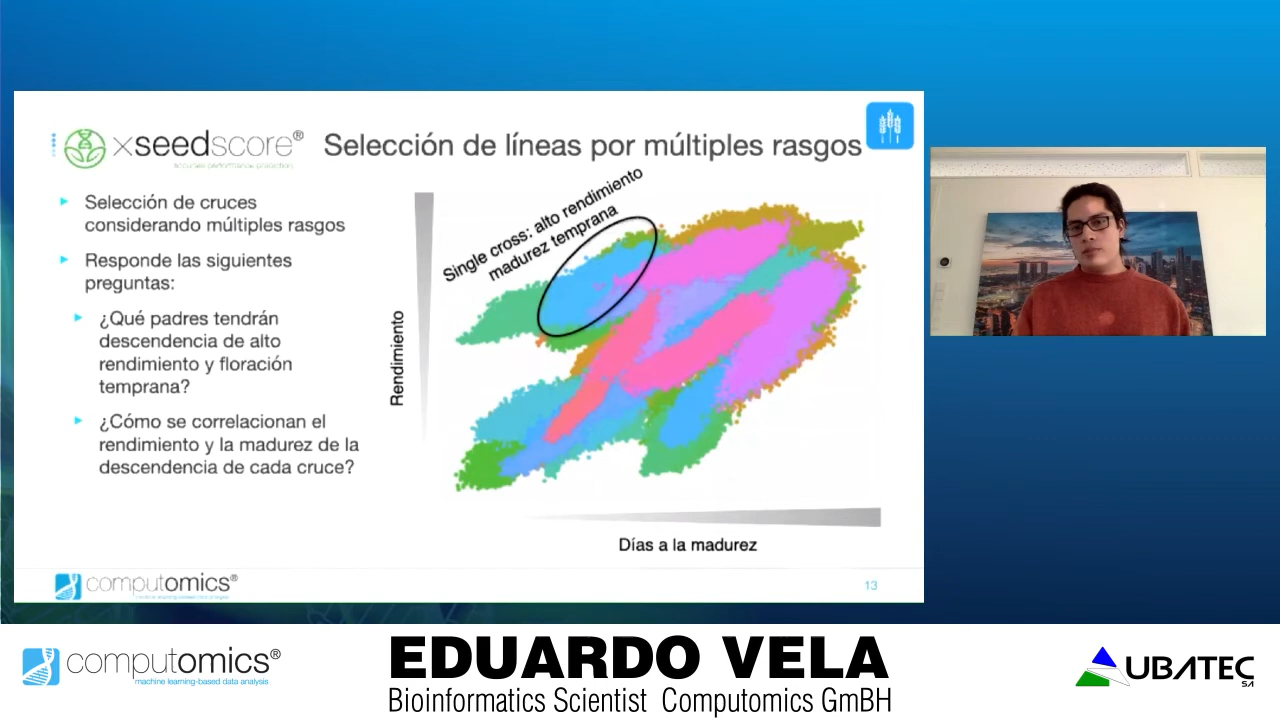 xseedscore®
Selección de líneas por múltiples rasgos
Selección de cruces
considerando múltiples rasgos
Responde las siguientes
preguntas:
¿Qué padres tendrán
descendencia de alto
rendimiento y floración
temprana?
¿Cómo se correlacionan el
rendimiento y la madurez de la
descendencia de cada cruce?
Single cross: alto rendimiento
madurez temprana
Rendimiento
Días a la madurez
computomics®
13
computomics®
machine learning-based data analysis
EDUARDO VELA
Bioinformatics Scientist Computomics GmBH
UBATEC
SA